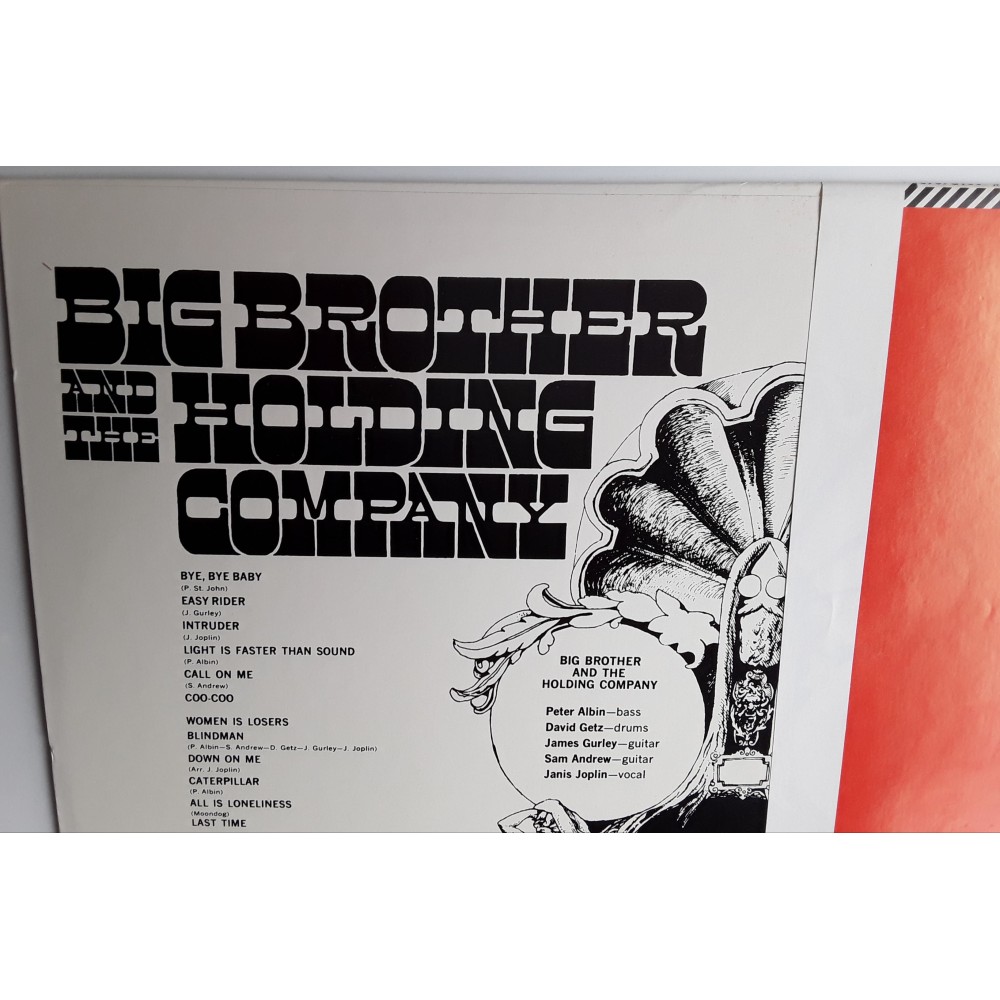 BIG BROTHER
AND THE HOLDING
COMPANY
BYE, BYE BABY
(P. St. John)
EASY RIDER
(J. Gurley)
INTRUDER
(J. Joplin)
LIGHT IS FASTER THAN SOUND
(P. Albin)
CALL ON ME
(S. Andrew)
COO-COO
WOMEN IS LOSERS
BLINDMAN
(P. Albin—S. Andrew—D. Getz—J. Gurley—J. Joplin)
DOWN ON ME
(Arr. J. Joplin)
CATERPILLAR
(P. Albin)
ALL IS LONELINESS
(Moondog)
LAST TIME
BIG BROTHER
AND THE
HOLDING COMPANY
Peter Albin—bass
David Getz—drums
James Gurley—guitar
Sam Andrew—guitar
Janis Joplin—vocal